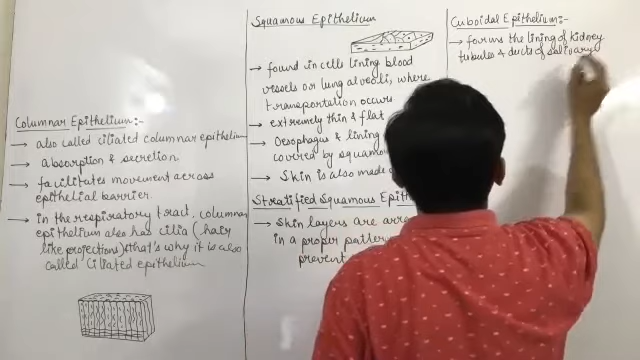 Columnar Epithelium:-
→ also called ciliated columnar epithelium
→ absorption & secretion.
→ facilitates movement across
epithelial barrier.
→ in the respiratory tract, columnar
epithelium also has cilia (hair
like projections) that's why it is also
called ciliated epithelium
Squamous Epithelium
→ found in cells lining blood
vessels or lung alveoli, where
transportation occurs
→ extremely thin & flat
→ Oesophagus & lining
covered by squamous
→ Skin is also made
Stratified Squamous
→ Skin layers are
in a proper
prevent
Cuboidal Epithelium:-
→ forms the lining of kidney
tubules & ducts of salivary